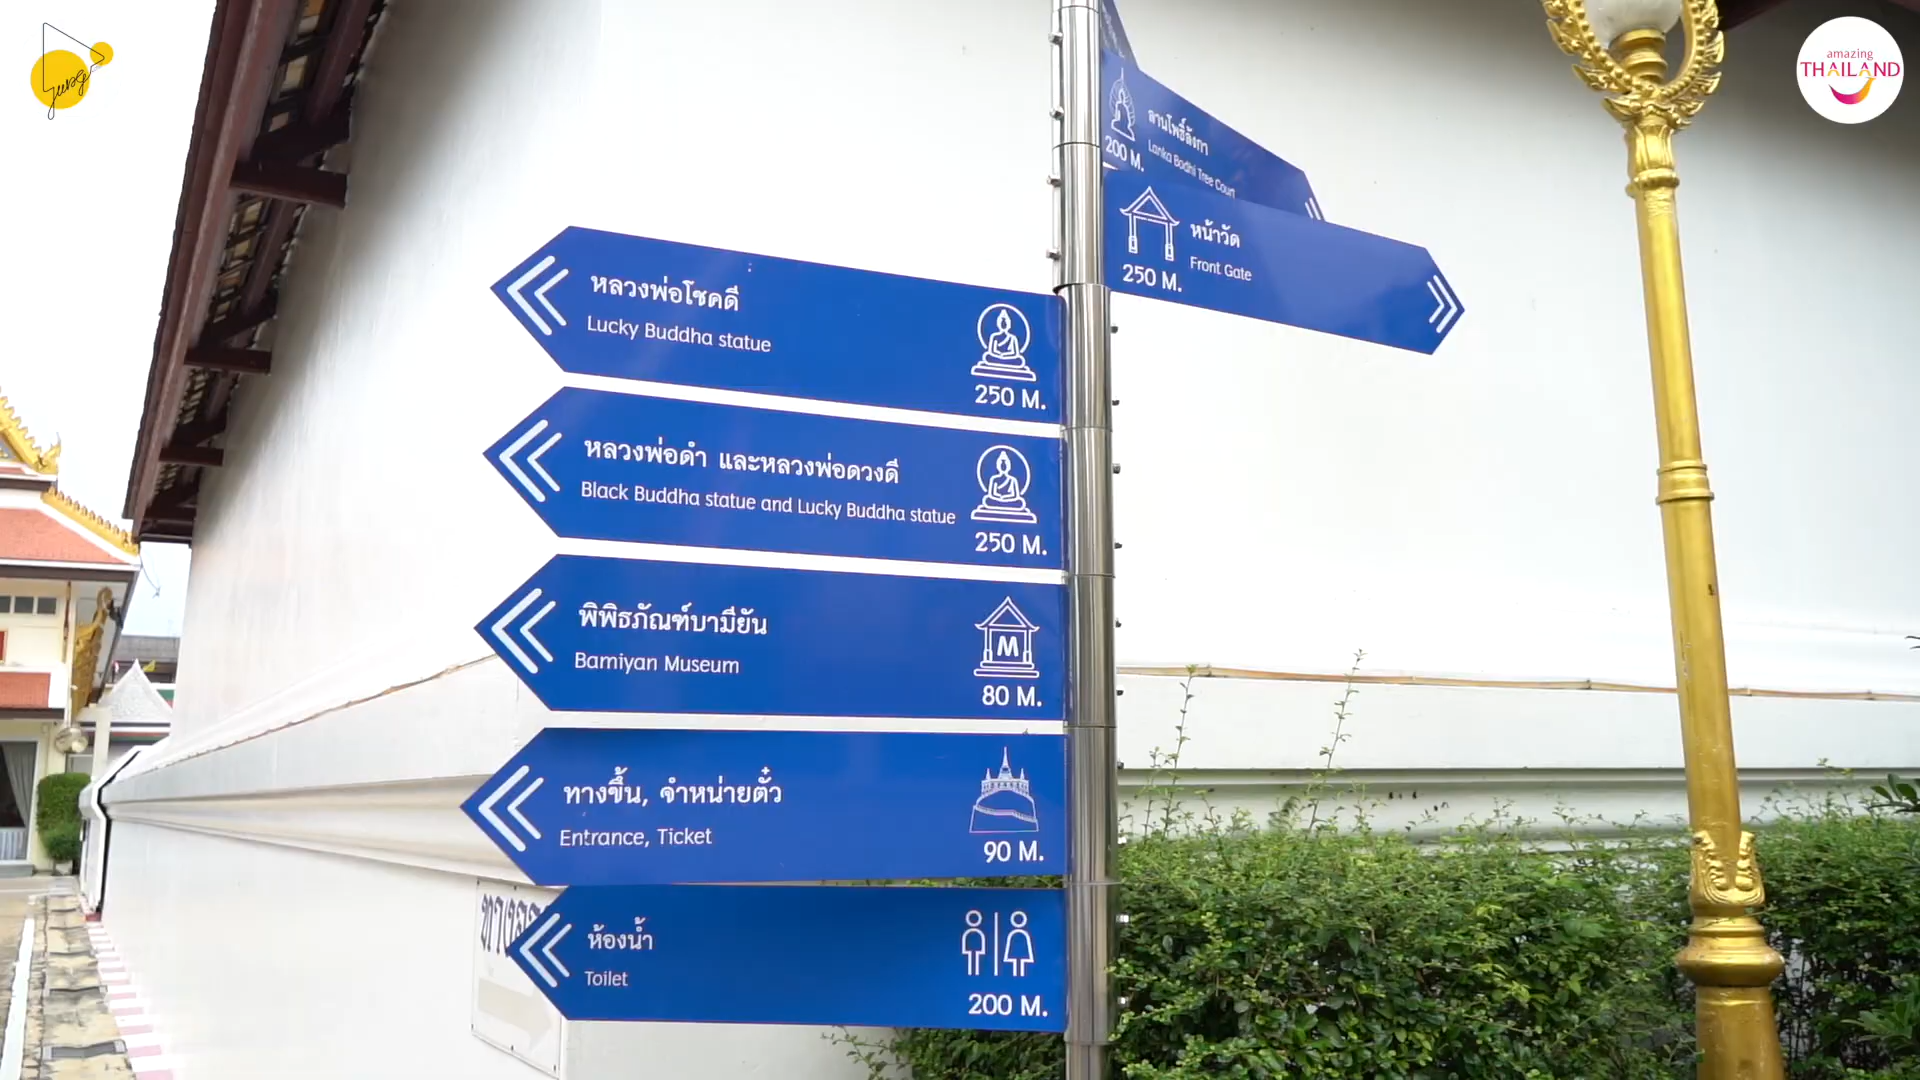 Jung
amazing
THAILAND
ลานโพธิ์ลังกา
Lanka Bodhi Tree Court
200 M.
หน้าวัด
Front Gate
250 M.
หลวงพ่อโชคดี
Lucky Buddha statue
250 M.
หลวงพ่อดำ และหลวงพ่อดวงดี
Black Buddha statue and Lucky Buddha statue
250 M.
พิพิธภัณฑ์บามียัน
Bamiyan Museum
M
80 M.
ทางขึ้น, จำหน่ายตั๋ว
Entrance, Ticket
90 M.
ห้องน้ำ
Toilet
200 M.